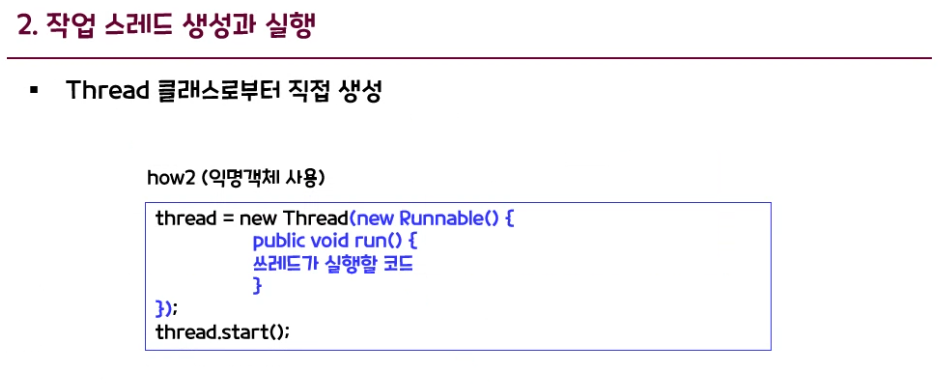 2. 작업 스레드 생성과 실행
▪ Thread 클래스로부터 직접 생성
how2 (익명객체 사용)
thread = new Thread(new Runnable() {
public void run() {
쓰레드가 실행할 코드
}
});
thread.start();